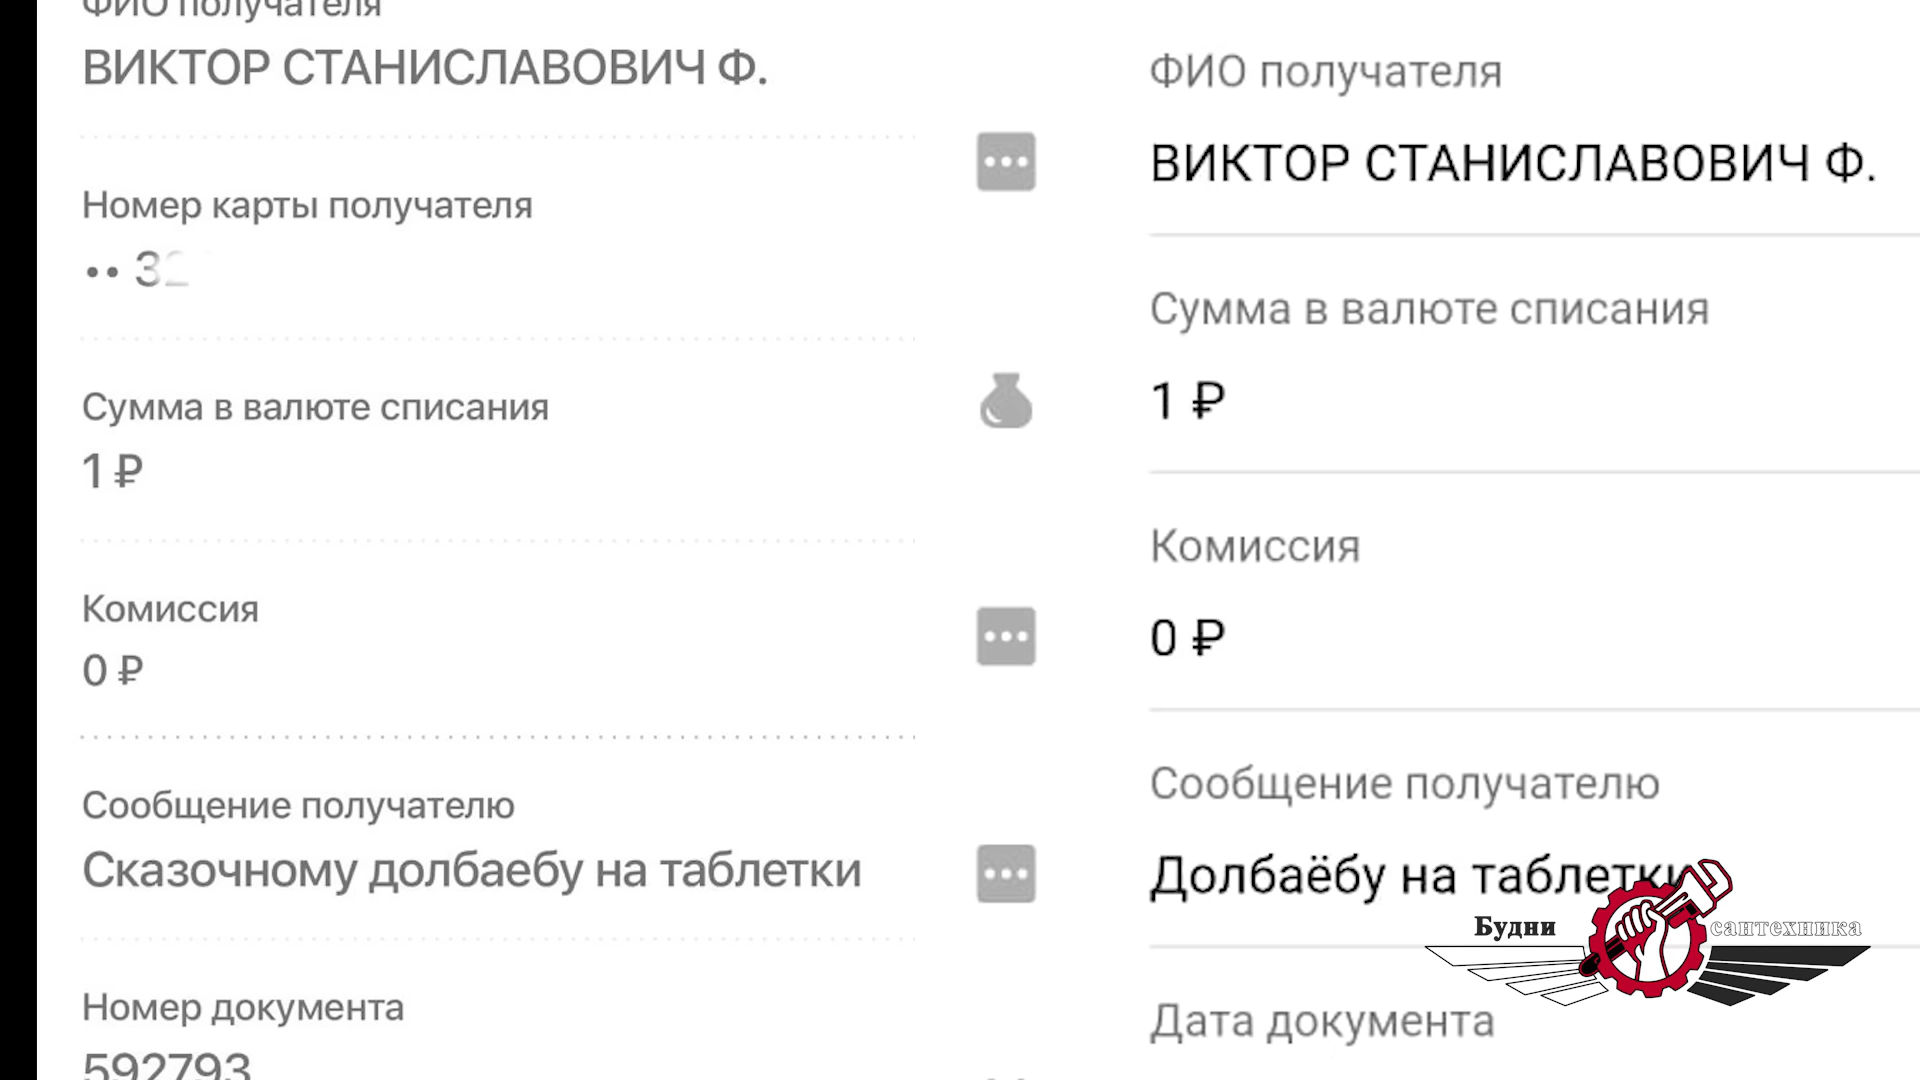 ФИО получателя
ВИКТОР СТАНИСЛАВОВИЧ Ф.
Номер карты получателя
•• 32
Сумма в валюте списания
1 ₽
Комиссия
0 ₽
Сообщение получателю
Сказочному долбаебу на таблетки
Номер документа
592793
ФИО получателя
ВИКТОР СТАНИСЛАВОВИЧ Ф.
Сумма в валюте списания
1 ₽
Комиссия
0 ₽
Сообщение получателю
Долбаёбу на таблетки
Дата документа
Будни сантехника